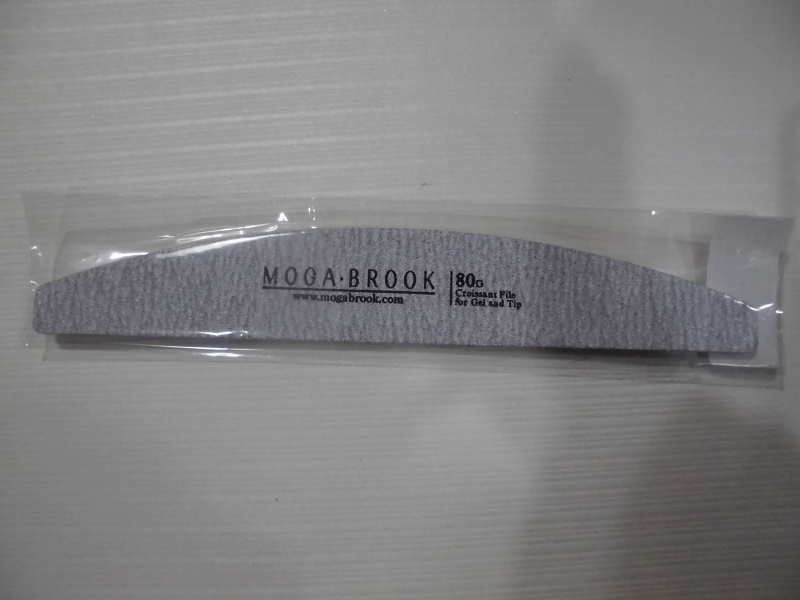 MOGA·BROOK
www.mogabrook.com
80G
Croissant File
for Gel and Tip